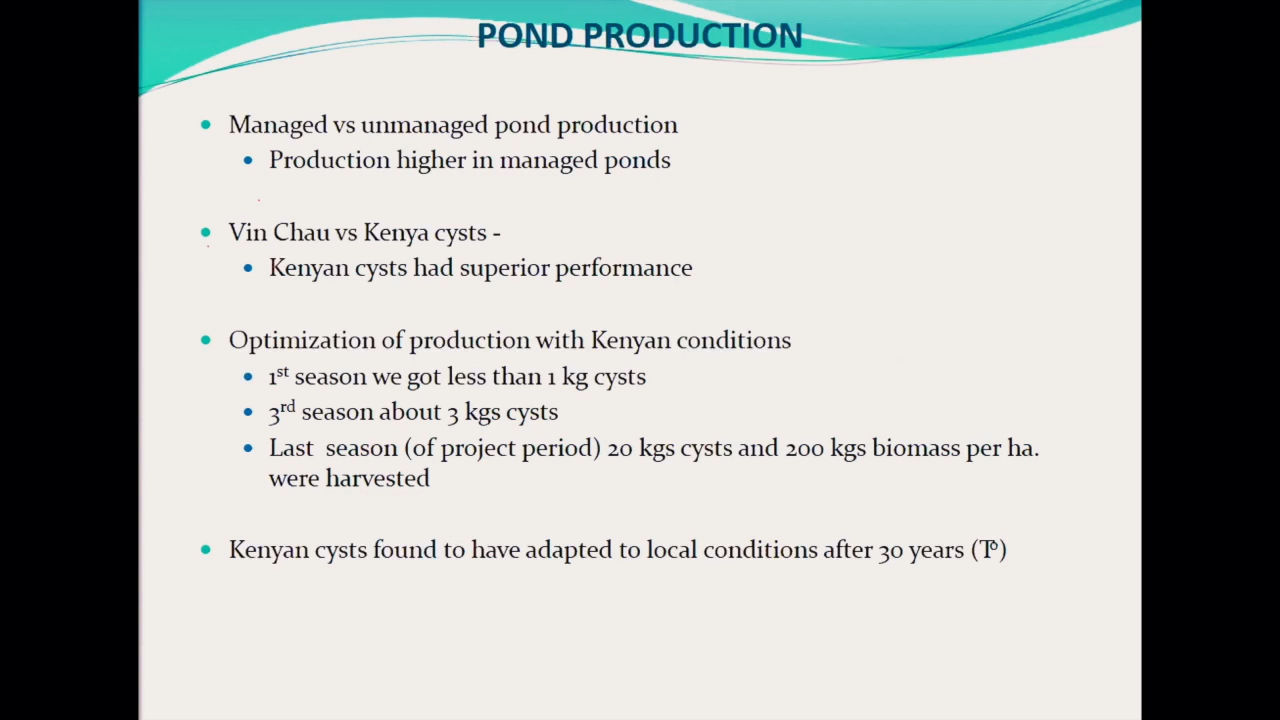 POND PRODUCTION
Managed vs unmanaged pond production
Production higher in managed ponds
Vin Chau vs Kenya cysts -
Kenyan cysts had superior performance
Optimization of production with Kenyan conditions
1st season we got less than 1 kg cysts
3rd season about 3 kgs cysts
Last season (of project period) 20 kgs cysts and 200 kgs biomass per ha.
were harvested
Kenyan cysts found to have adapted to local conditions after 30 years (T°)